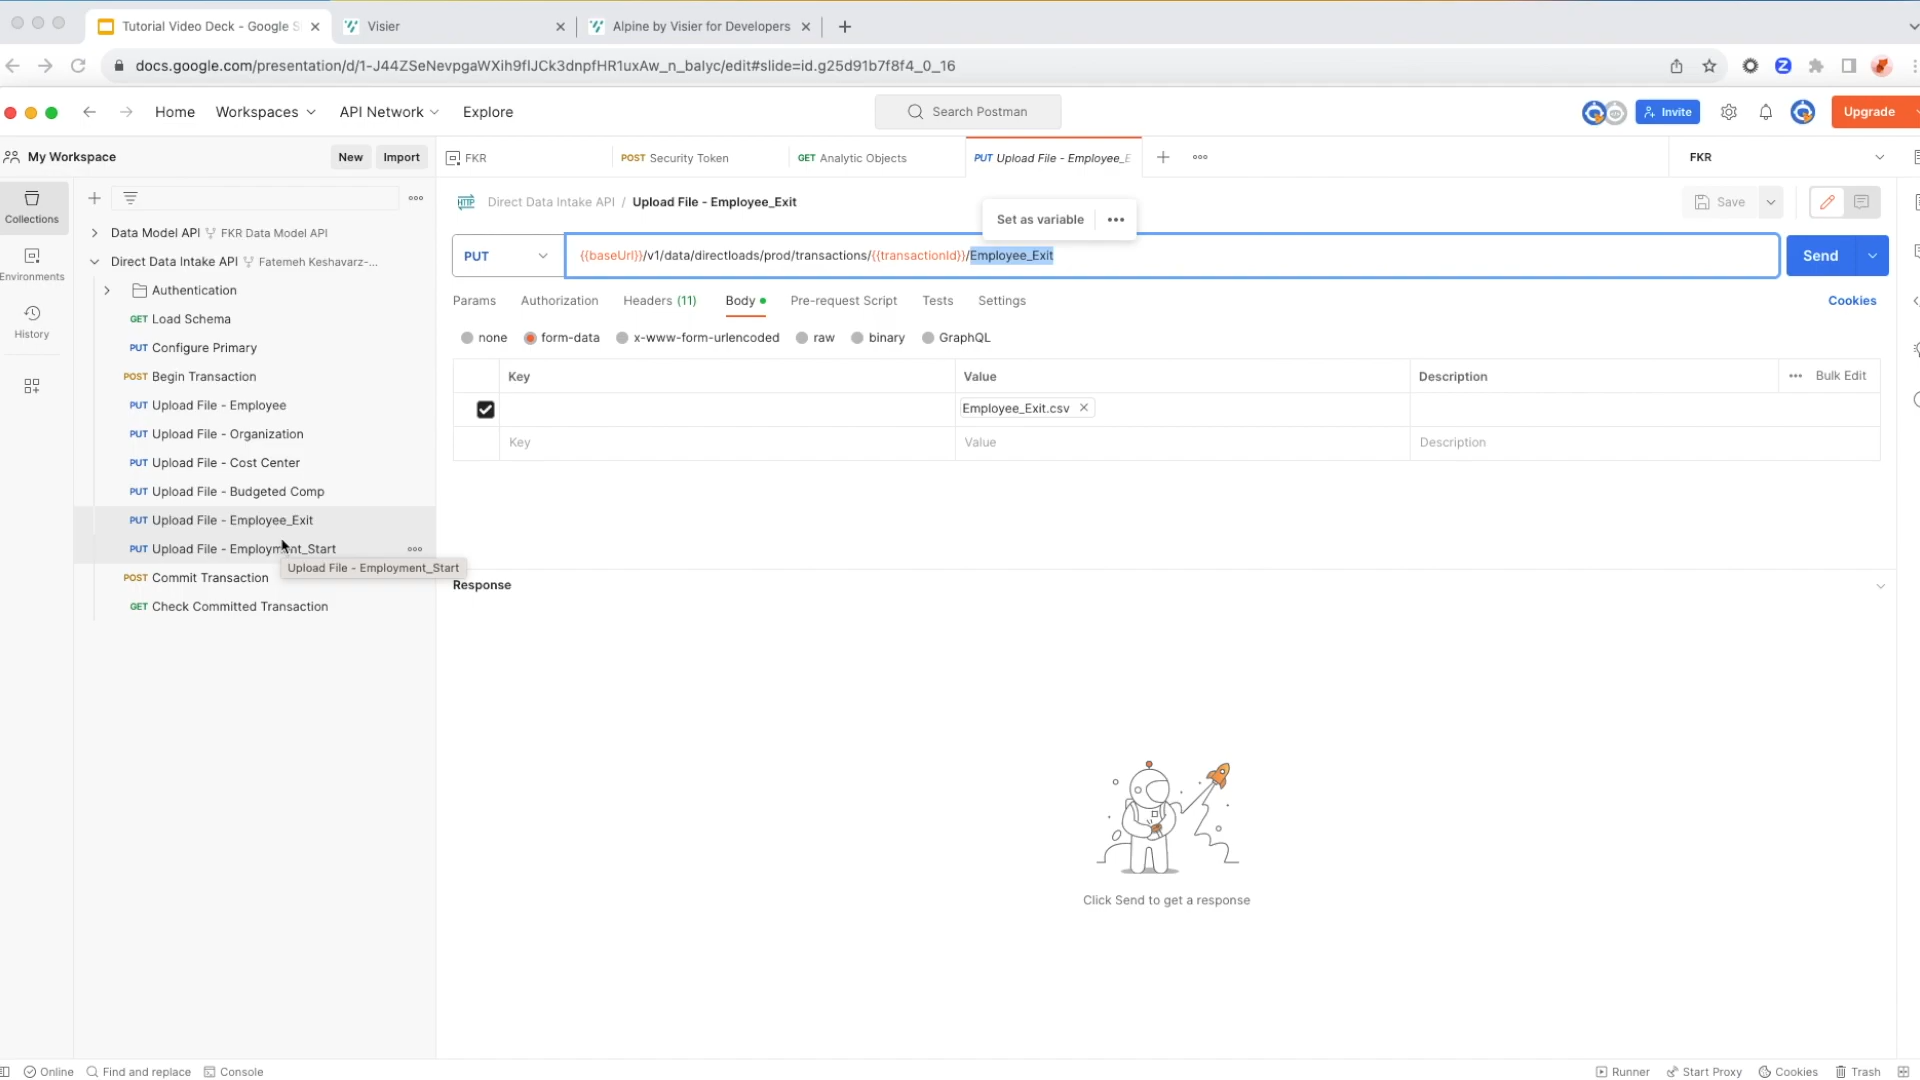 Tutorial Video Deck - Google S
Visier
Alpine by Visier for Developers
docs.google.com/presentation/d/1-J44ZSeNevpgaWXih9fIJCk3dnpfHR1uxAw_n_balyc/edit#slide=id.g25d91b7f8f4_0_16
Home Workspaces API Network Explore
Search Postman
Invite
Upgrade
My Workspace
New Import
FKR
POST Security Token
GET Analytic Objects
PUT Upload File - Employee_E
FKR
Collections
Environments
History
Data Model API FKR Data Model API
Direct Data Intake API Fatemeh Keshavarz-...
Authentication
GET Load Schema
PUT Configure Primary
POST Begin Transaction
PUT Upload File - Employee
PUT Upload File - Organization
PUT Upload File - Cost Center
PUT Upload File - Budgeted Comp
PUT Upload File - Employee_Exit
PUT Upload File - Employment_Start
Upload File - Employment_Start
POST Commit Transaction
GET Check Committed Transaction
HTTP Direct Data Intake API / Upload File - Employee_Exit
Save
Set as variable
PUT
{{baseUrl}}/v1/data/directloads/prod/transactions/{{transactionId}}/Employee_Exit
Send
Params Authorization Headers (11) Body Pre-request Script Tests Settings
Cookies
none form-data x-www-form-urlencoded raw binary GraphQL
Key Value Description Bulk Edit
Employee_Exit.csv
Key Value Description
Response
Click Send to get a response
Online Find and replace Console
Runner Start Proxy Cookies Trash